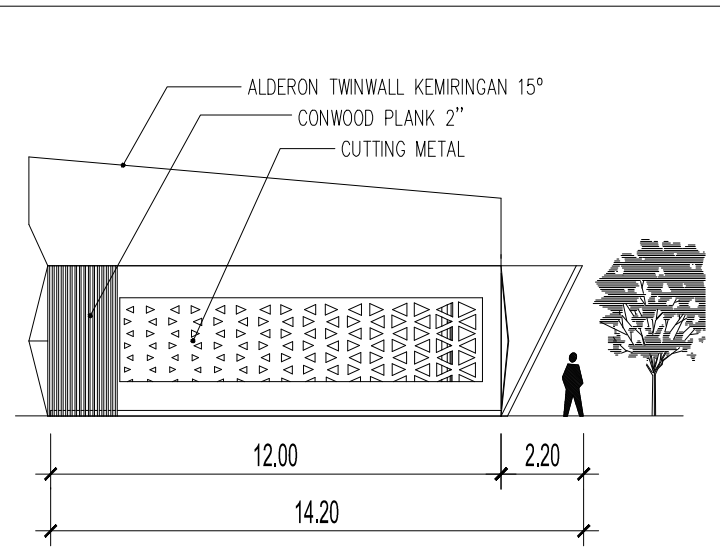 ALDERON TWINWALL KEMIRINGAN 15°
CONWOOD PLANK 2''
CUTTING METAL
12.00
2.20
14.20